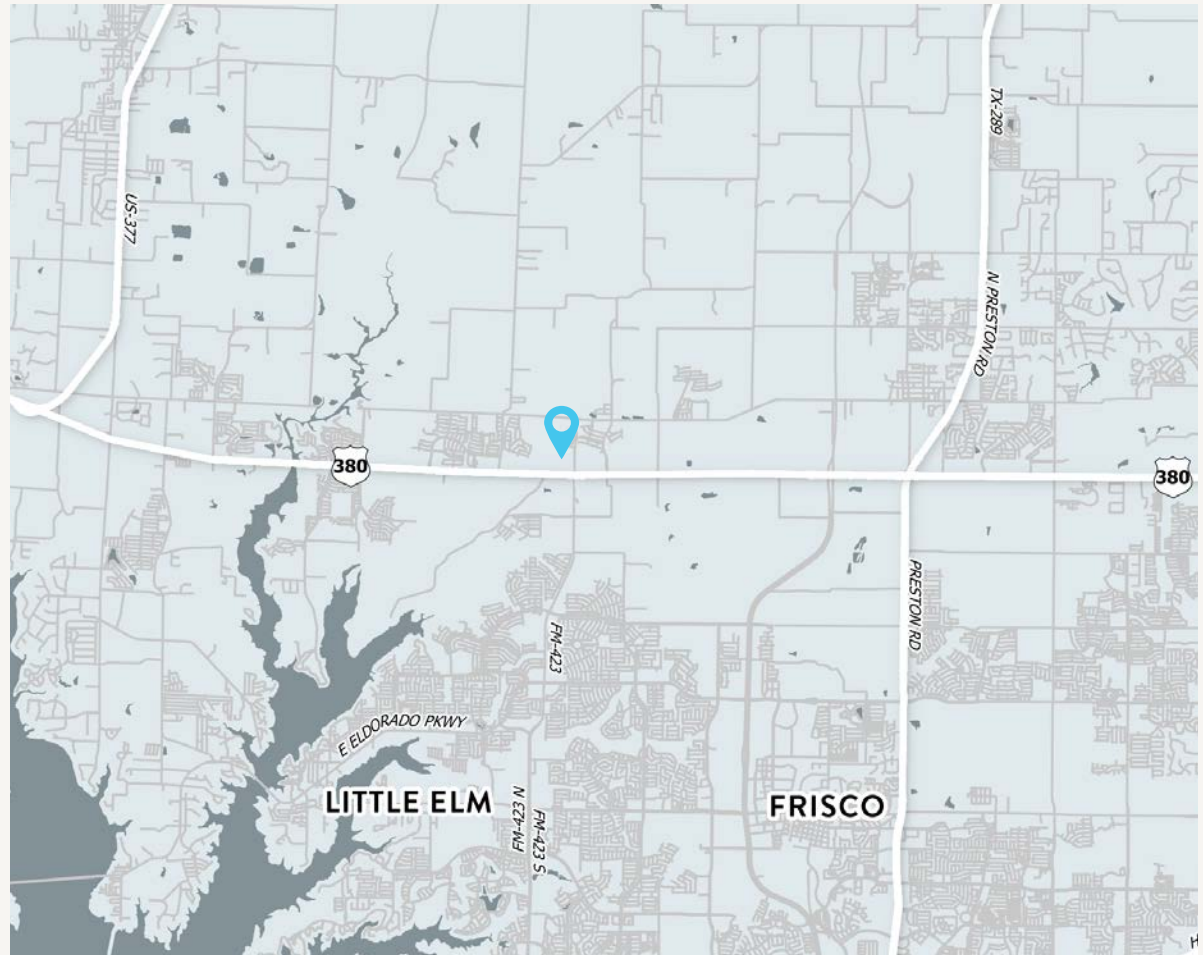 TX-289
US-377
N PRESTON RD
380
380
PRESTON RD
FM-423
E ELDORADO PKWY
LITTLE ELM
FRISCO
FM-423 N
FM-423 S
H